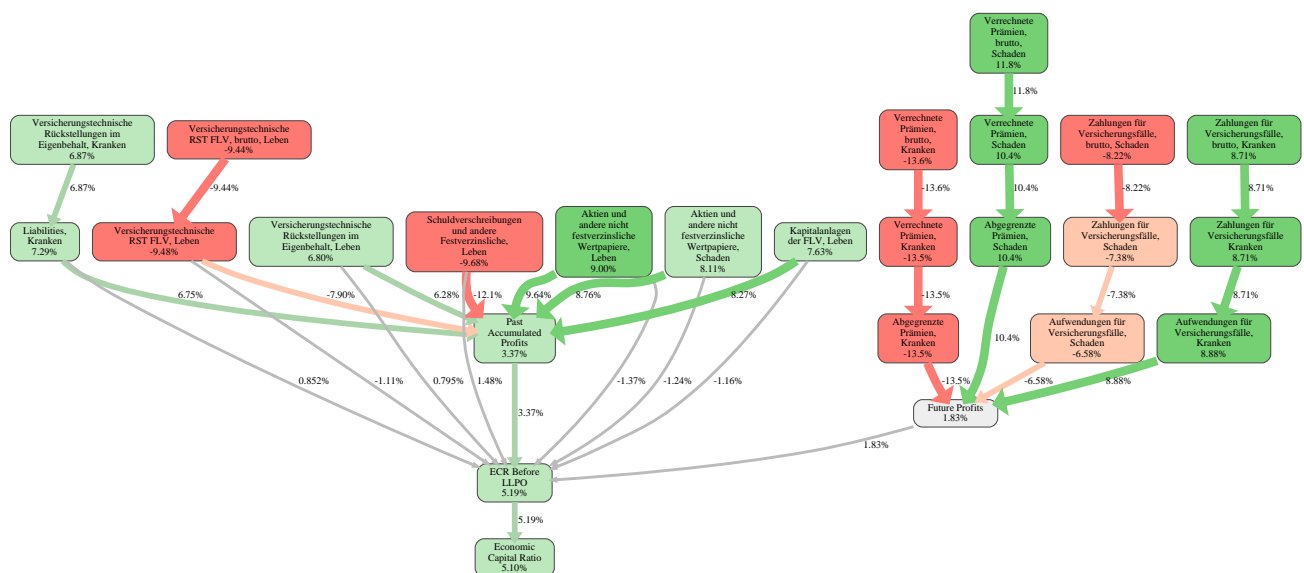 Verrechnete
Prämien,
brutto,
Schaden
11.8%
11.8%
Versicherungstechnische
Rückstellungen im
Eigenbehalt, Kranken
6.87%
Versicherungstechnische
RST FLV, brutto, Leben
-9.44%
Verrechnete
Prämien,
brutto,
Kranken
-13.6%
Verrechnete
Prämien,
Schaden
10.4%
Zahlungen für
Versicherungsfälle,
brutto, Schaden
-8.22%
Zahlungen für
Versicherungsfälle,
brutto, Kranken
8.71%
6.87%
-9.44%
-13.6%
10.4%
-8.22%
8.71%
Liabilities,
Kranken
7.29%
Versicherungstechnische
RST FLV, Leben
-9.48%
Versicherungstechnische
Rückstellungen im
Eigenbehalt, Leben
6.80%
Schuldverschreibungen
und andere
Festverzinsliche,
Leben
-9.68%
Aktien und
andere nicht
festverzinsliche
Wertpapiere,
Leben
9.00%
Aktien und
andere nicht
festverzinsliche
Wertpapiere,
Schaden
8.11%
Kapitalanlagen
der FLV, Leben
7.63%
Verrechnete
Prämien,
Kranken
-13.5%
Abgegrenzte
Prämien,
Schaden
10.4%
Zahlungen für
Versicherungsfälle,
Schaden
-7.38%
Zahlungen für
Versicherungsfälle
Kranken
8.71%
6.75%
-7.90%
6.28%
-12.1%
9.64%
8.76%
8.27%
-13.5%
-7.38%
8.71%
Past
Accumulated
Profits
3.37%
Abgegrenzte
Prämien,
Kranken
-13.5%
10.4%
Aufwendungen für
Versicherungsfälle,
Schaden
-6.58%
Aufwendungen für
Versicherungsfälle,
Kranken
8.88%
0.852%
-1.11%
0.795%
1.48%
-1.37%
-1.24%
-1.16%
-13.5%
-6.58%
8.88%
3.37%
Future Profits
1.83%
1.83%
ECR Before
LLPO
5.19%
5.19%
Economic
Capital Ratio
5.10%